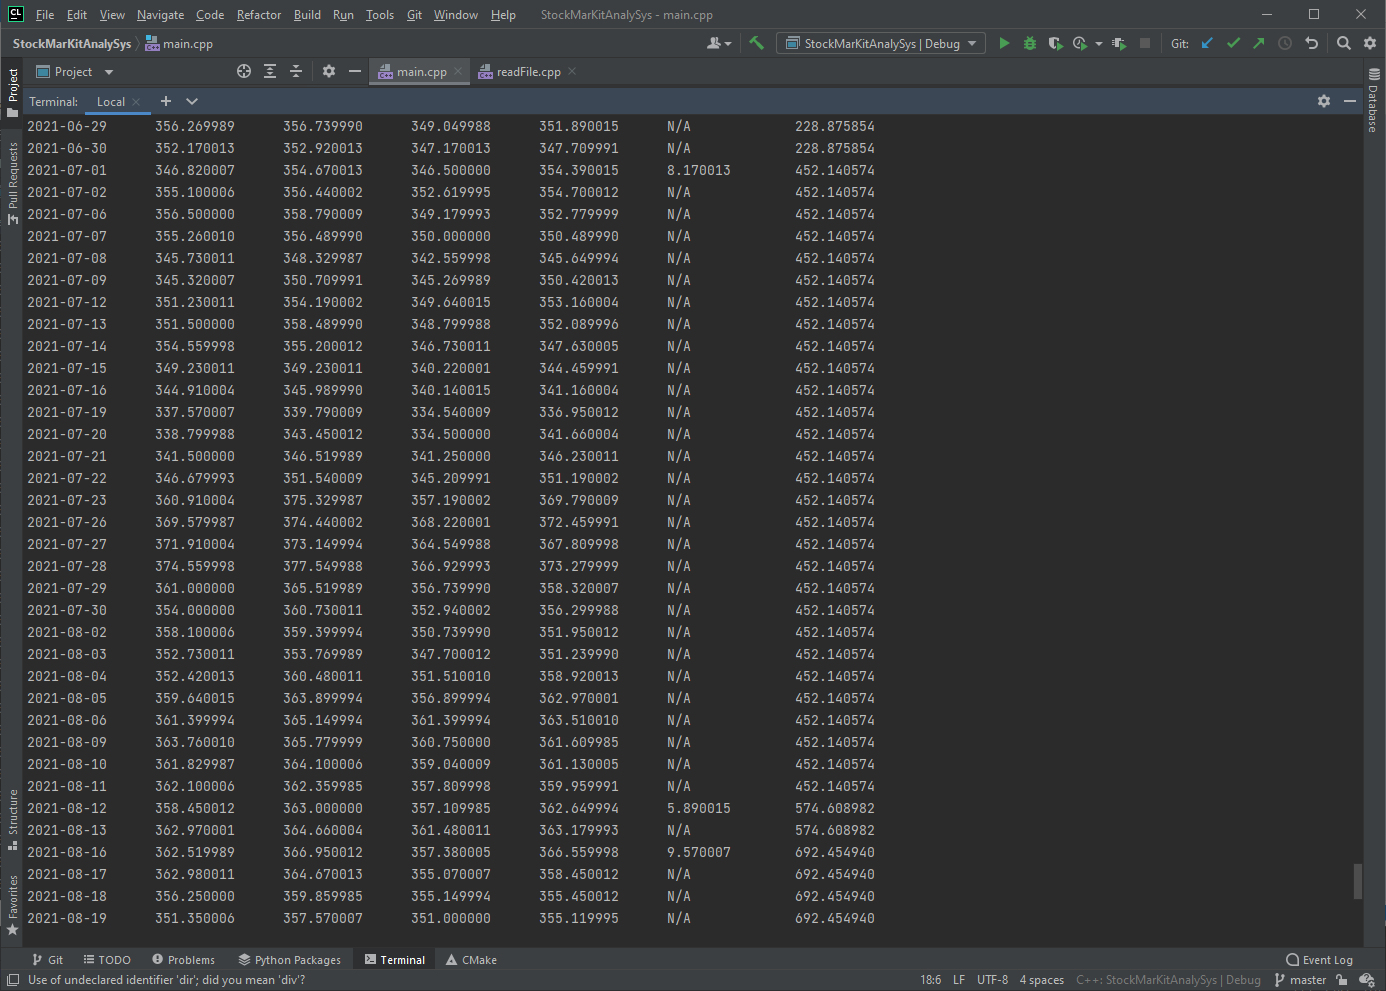 CL File Edit View Navigate Code Refactor Build Run Tools Git Window Help StockMarKitAnalySys - main.cpp
StockMarKitAnalySys main.cpp StockMarKitAnalySys | Debug Git:
Project main.cpp readFile.cpp
Terminal: Local
2021-06-29 356.269989 356.739990 349.049988 351.890015 N/A 228.875854
2021-06-30 352.170013 352.920013 347.170013 347.709991 N/A 228.875854
2021-07-01 346.820007 354.670013 346.500000 354.390015 8.170013 452.140574
2021-07-02 355.100006 356.440002 352.619995 354.700012 N/A 452.140574
2021-07-06 356.500000 358.790009 349.179993 352.779999 N/A 452.140574
2021-07-07 355.260010 356.489990 350.000000 350.489990 N/A 452.140574
2021-07-08 345.730011 348.329987 342.559998 345.649994 N/A 452.140574
2021-07-09 345.320007 350.709991 345.269989 350.420013 N/A 452.140574
2021-07-12 351.230011 354.190002 349.640015 353.160004 N/A 452.140574
2021-07-13 351.500000 358.489990 348.799988 352.089996 N/A 452.140574
2021-07-14 354.559998 355.200012 346.730011 347.630005 N/A 452.140574
2021-07-15 349.230011 349.230011 340.220001 344.459991 N/A 452.140574
2021-07-16 344.910004 345.989990 340.140015 341.160004 N/A 452.140574
2021-07-19 337.570007 339.790009 334.540009 336.950012 N/A 452.140574
2021-07-20 338.799988 343.450012 334.500000 341.660004 N/A 452.140574
2021-07-21 341.500000 346.519989 341.250000 346.230011 N/A 452.140574
2021-07-22 346.679993 351.540009 345.209991 351.190002 N/A 452.140574
2021-07-23 360.910004 375.329987 357.190002 369.790009 N/A 452.140574
2021-07-26 369.579987 374.440002 368.220001 372.459991 N/A 452.140574
2021-07-27 371.910004 373.149994 364.549988 367.809998 N/A 452.140574
2021-07-28 374.559998 377.549988 366.929993 373.279999 N/A 452.140574
2021-07-29 361.000000 365.519989 356.739990 358.320007 N/A 452.140574
2021-07-30 354.000000 360.730011 352.940002 356.299988 N/A 452.140574
2021-08-02 358.100006 359.399994 350.739990 351.950012 N/A 452.140574
2021-08-03 352.730011 353.769989 347.700012 351.239990 N/A 452.140574
2021-08-04 352.420013 360.480011 351.510010 358.920013 N/A 452.140574
2021-08-05 359.640015 363.899994 356.899994 362.970001 N/A 452.140574
2021-08-06 361.399994 365.149994 361.399994 363.510010 N/A 452.140574
2021-08-09 363.760010 365.779999 360.750000 361.609985 N/A 452.140574
2021-08-10 361.829987 364.100006 359.040009 361.130005 N/A 452.140574
2021-08-11 362.100006 362.359985 357.809998 359.959991 N/A 452.140574
2021-08-12 358.450012 363.000000 357.109985 362.649994 5.890015 574.608982
2021-08-13 362.970001 364.660004 361.480011 363.179993 N/A 574.608982
2021-08-16 362.519989 366.950012 357.380005 366.559998 9.570007 692.454940
2021-08-17 362.980011 364.670013 355.070007 358.450012 N/A 692.454940
2021-08-18 356.250000 359.859985 355.149994 355.450012 N/A 692.454940
2021-08-19 351.350006 357.570007 351.000000 355.119995 N/A 692.454940
Project
Pull Requests
Structure
Favorites
Database
Git TODO Problems Python Packages Terminal CMake Event Log
Use of undeclared identifier 'dir'; did you mean 'div'? 18:6 LF UTF-8 4 spaces C++: StockMarKitAnalySys | Debug master